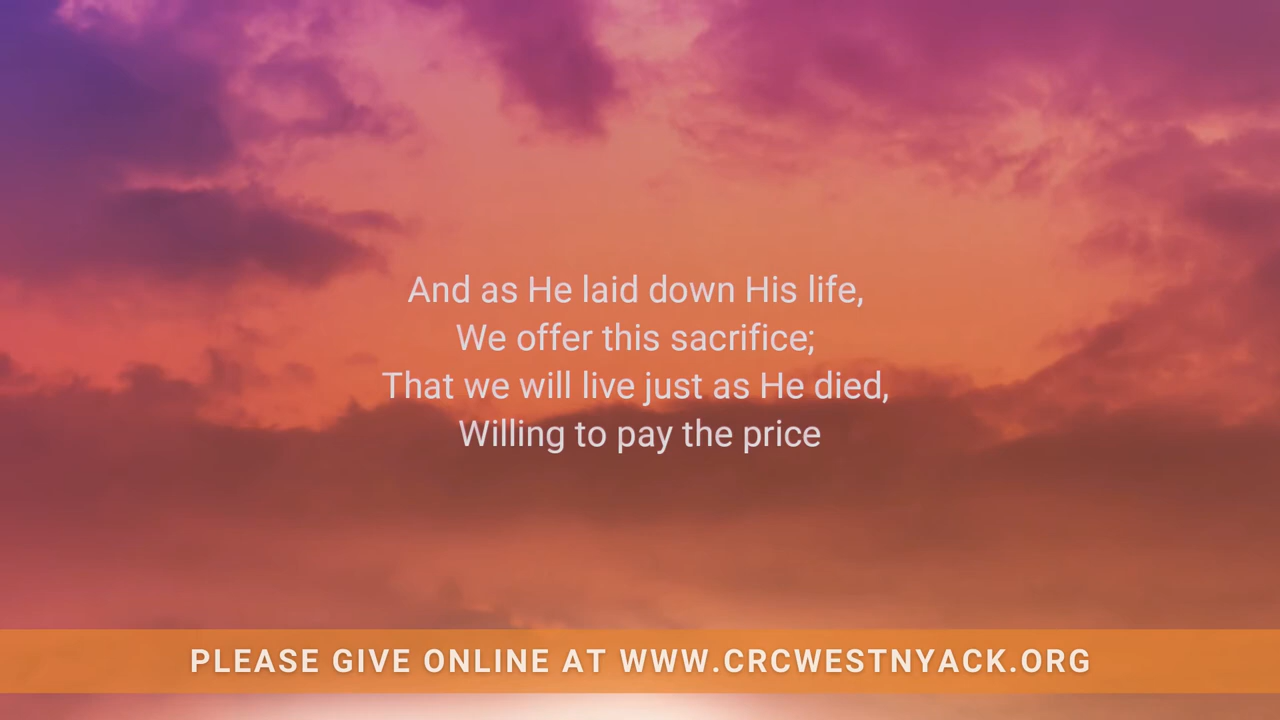 And as He laid down His life,
We offer this sacrifice;
That we will live just as He died,
Willing to pay the price
PLEASE GIVE ONLINE AT WWW.CRCWESTNYACK.ORG